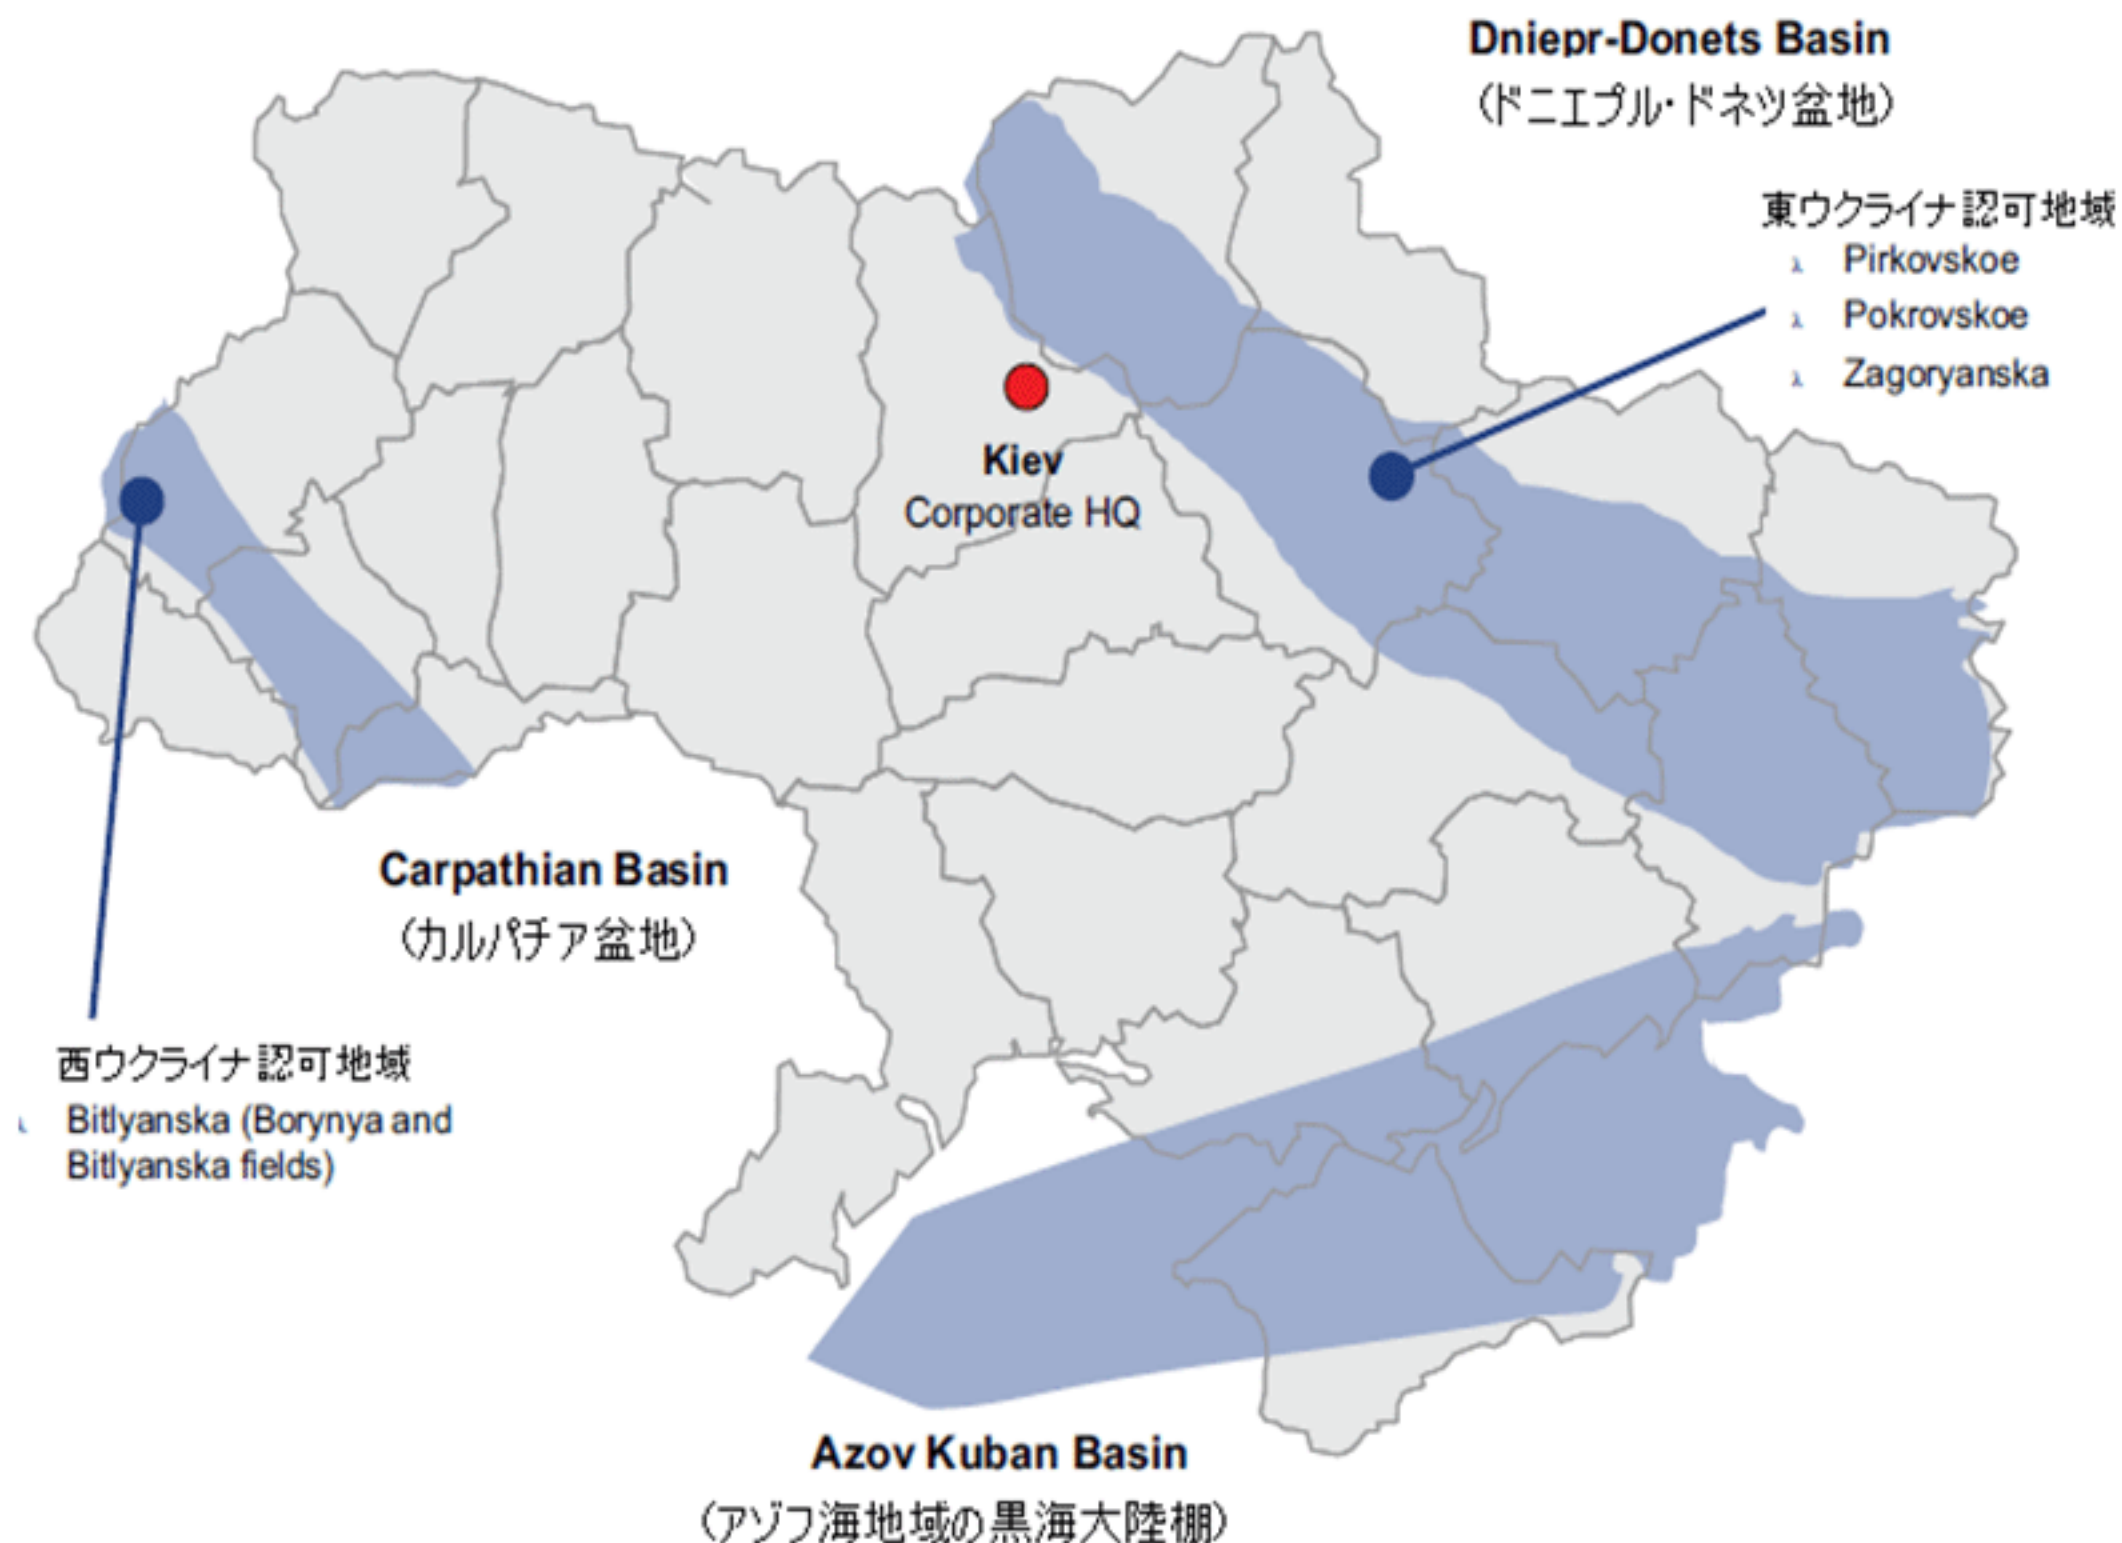 Dniepr-Donets Basin
(ドニエプル・ドネツ盆地)
東ウクライナ認可地域
λ Pirkovskoe
λ Pokrovskoe
λ Zagoryanska
Kiev
Corporate HQ
Carpathian Basin
(カルパチア盆地)
西ウクライナ認可地域
λ Bitlyanska (Borynya and
Bitlyanska fields)
Azov Kuban Basin
(アゾフ海地域の黒海大陸棚)